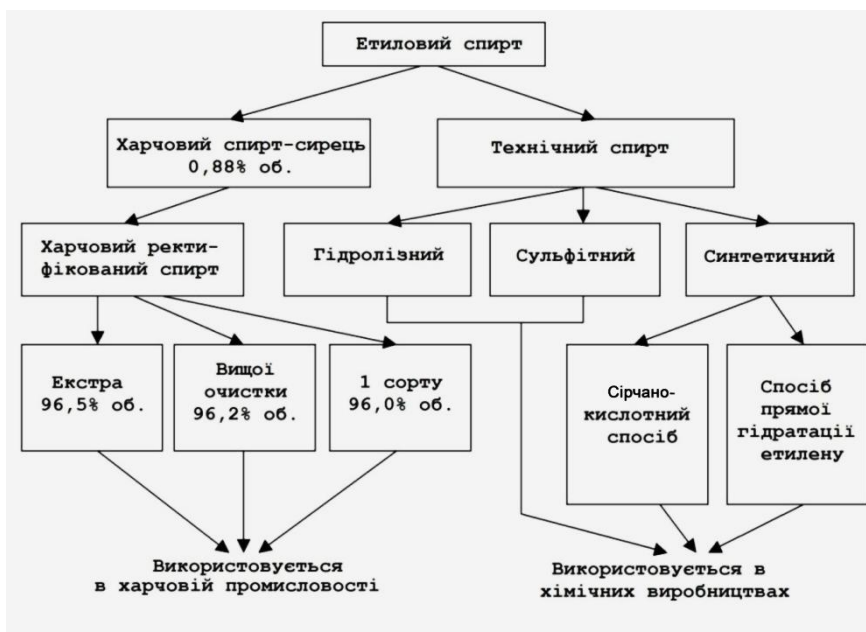 Етиловий спирт
Харчовий спирт-сирець
0,88% об.
Технічний спирт
Харчовий ректи-
фікований спирт
Гідролізний
Сульфітний
Синтетичний
Екстра
96,5% об.
Вищої
очистки
96,2% об.
1 сорту
96,0% об.
Сірчано-
кислотний
спосіб
Спосіб
прямої
гідратації
етилену
Використовується
в харчовій промисловості
Використовується в
хімічних виробництвах